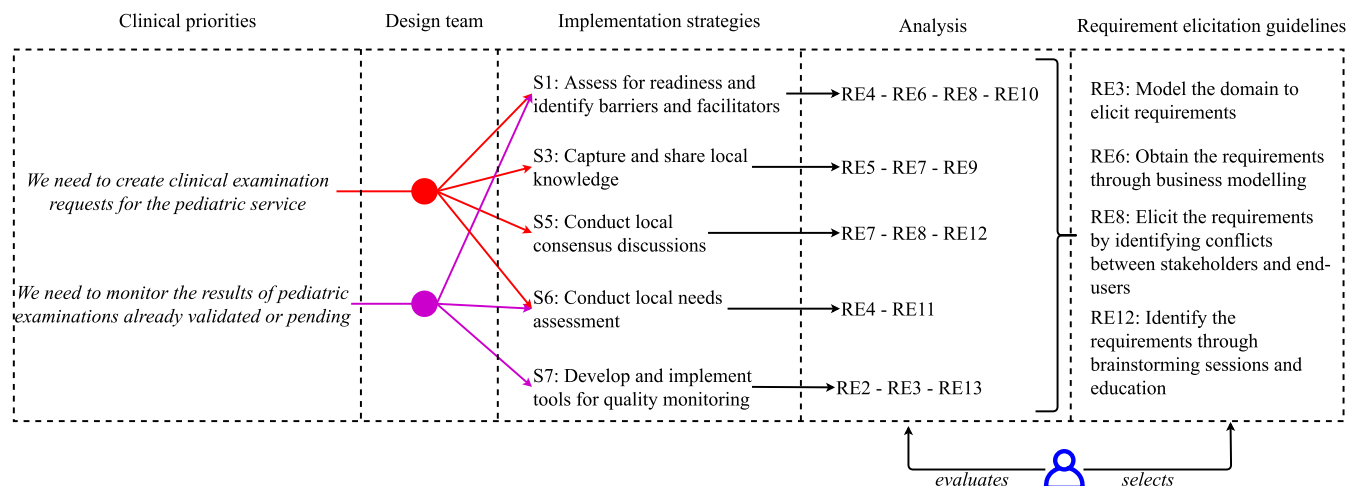 Clinical priorities
Design team
Implementation strategies
Analysis
Requirement elicitation guidelines
We need to create clinical examination
requests for the pediatric service
We need to monitor the results of pediatric
examinations already validated or pending
S1: Assess for readiness and
identify barriers and facilitators
S3: Capture and share local
knowledge
S5: Conduct local
consensus discussions
S6: Conduct local needs
assessment
S7: Develop and implement
tools for quality monitoring
RE4 - RE6 - RE8 - RE10
RE5 - RE7 - RE9
RE7 - RE8 - RE12
RE4 - RE11
RE2 - RE3 - RE13
RE3: Model the domain to
elicit requirements
RE6: Obtain the requirements
through business modelling
RE8: Elicit the requirements
by identifying conflicts
between stakeholders and end-
users
RE12: Identify the
requirements through
brainstorming sessions and
education
evaluates
selects